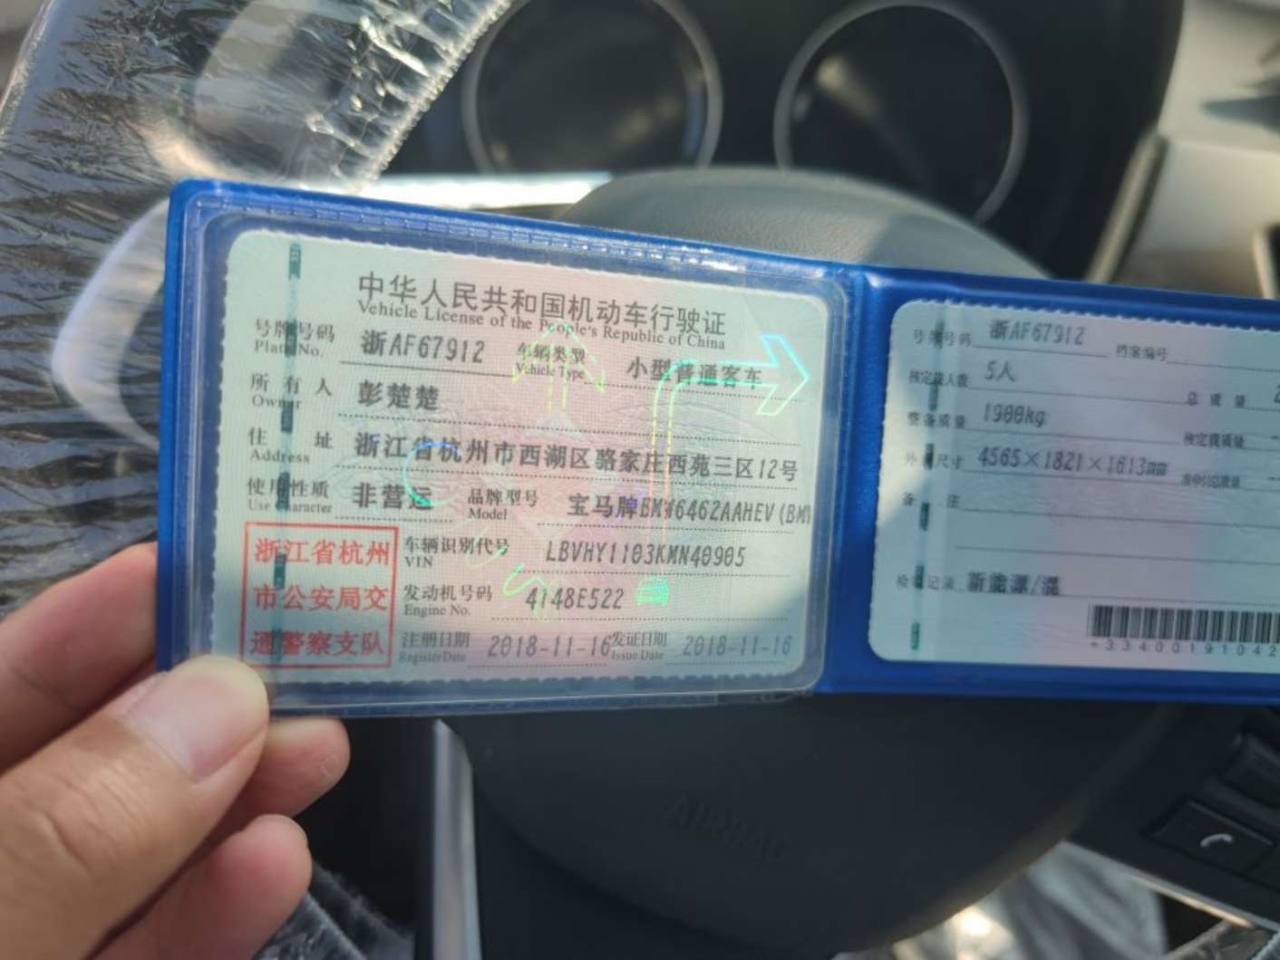 中华人民共和国机动车行驶证
Vehicle License of the People's Republic of China
号牌号码 浙AF67912 车辆类型 小型普通客车
Plate No. Vehicle Type
所有人 彭楚楚
Owner
住址 浙江省杭州市西湖区骆家庄西苑三区12号
Address
使用性质 非营运 品牌型号 宝马牌BMW6462AAHEV(BM
Use Character Model
浙江省杭州
市公安局交
通警察支队
车辆识别代号 LBVHY1103KMN40905
VIN
发动机号码 4148E522
Engine No.
注册日期 2018-11-16 发证日期 2018-11-16
Register Date Issue Date
号牌号码 浙AF67912 档案编号
核定载人数 5人 总质量
整备质量 1900kg 核定载质量
外廓尺寸 4565×1821×1613mm
备注
检验记录 新能源/混
AIRBAG